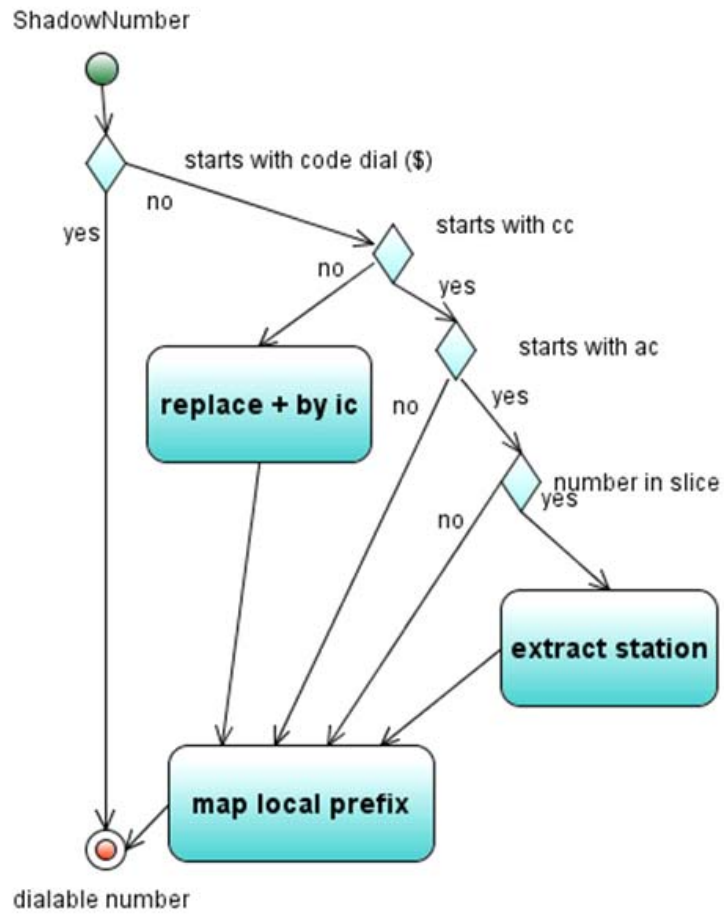 ShadowNumber
starts with code dial ($)
no
yes
starts with cc
no
yes
starts with ac
replace + by ic
no
yes
number in slice
yes
no
extract station
map local prefix
dialable number